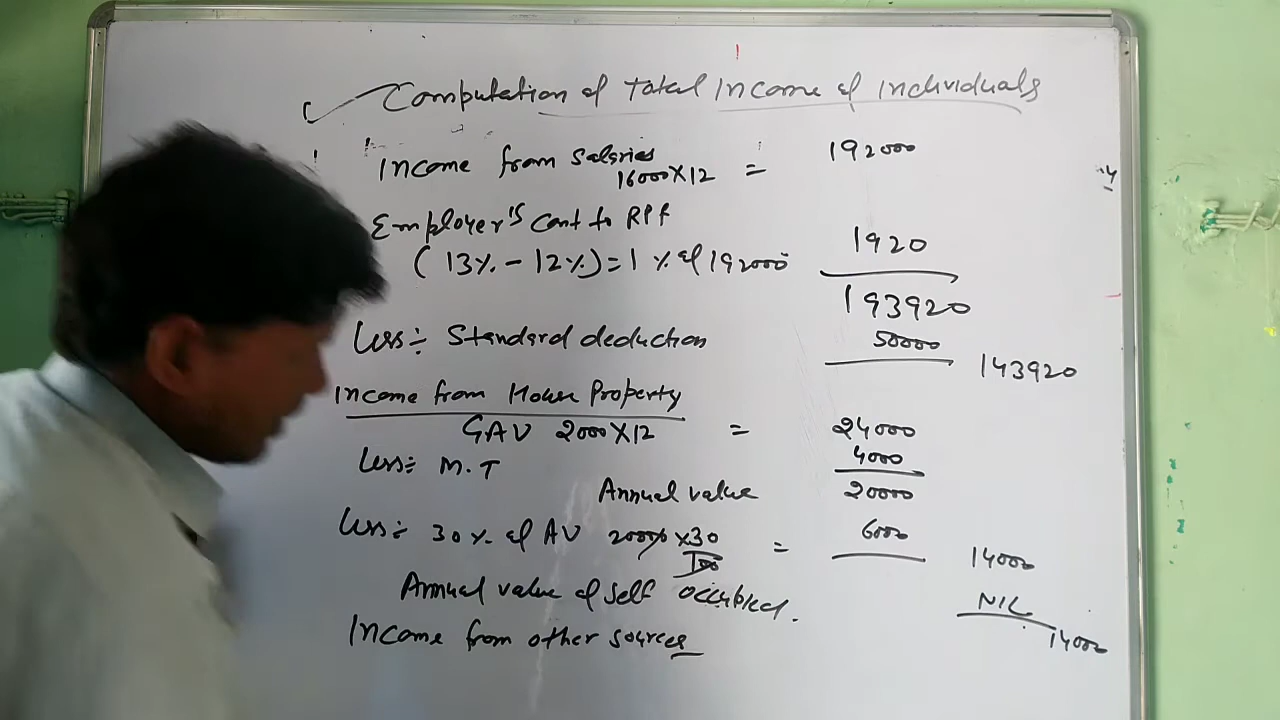 Computation of Total Income of Individuals
Income from Salaries
16000 X 12 = 192000
Employer's Cont to RPF
( 13% - 12% ) = 1 % of 192000 1920
193920
Less:- Standard deduction 50000 143920
Income from House Property
GAV 2000 X 12 = 24000
Less:- M.T 4000
Annual value 20000
Less:- 30 % of AV 20000 x 30 = 6000 14000
100
Annual value of Self Occupied. NIL
14000
Income from other sources